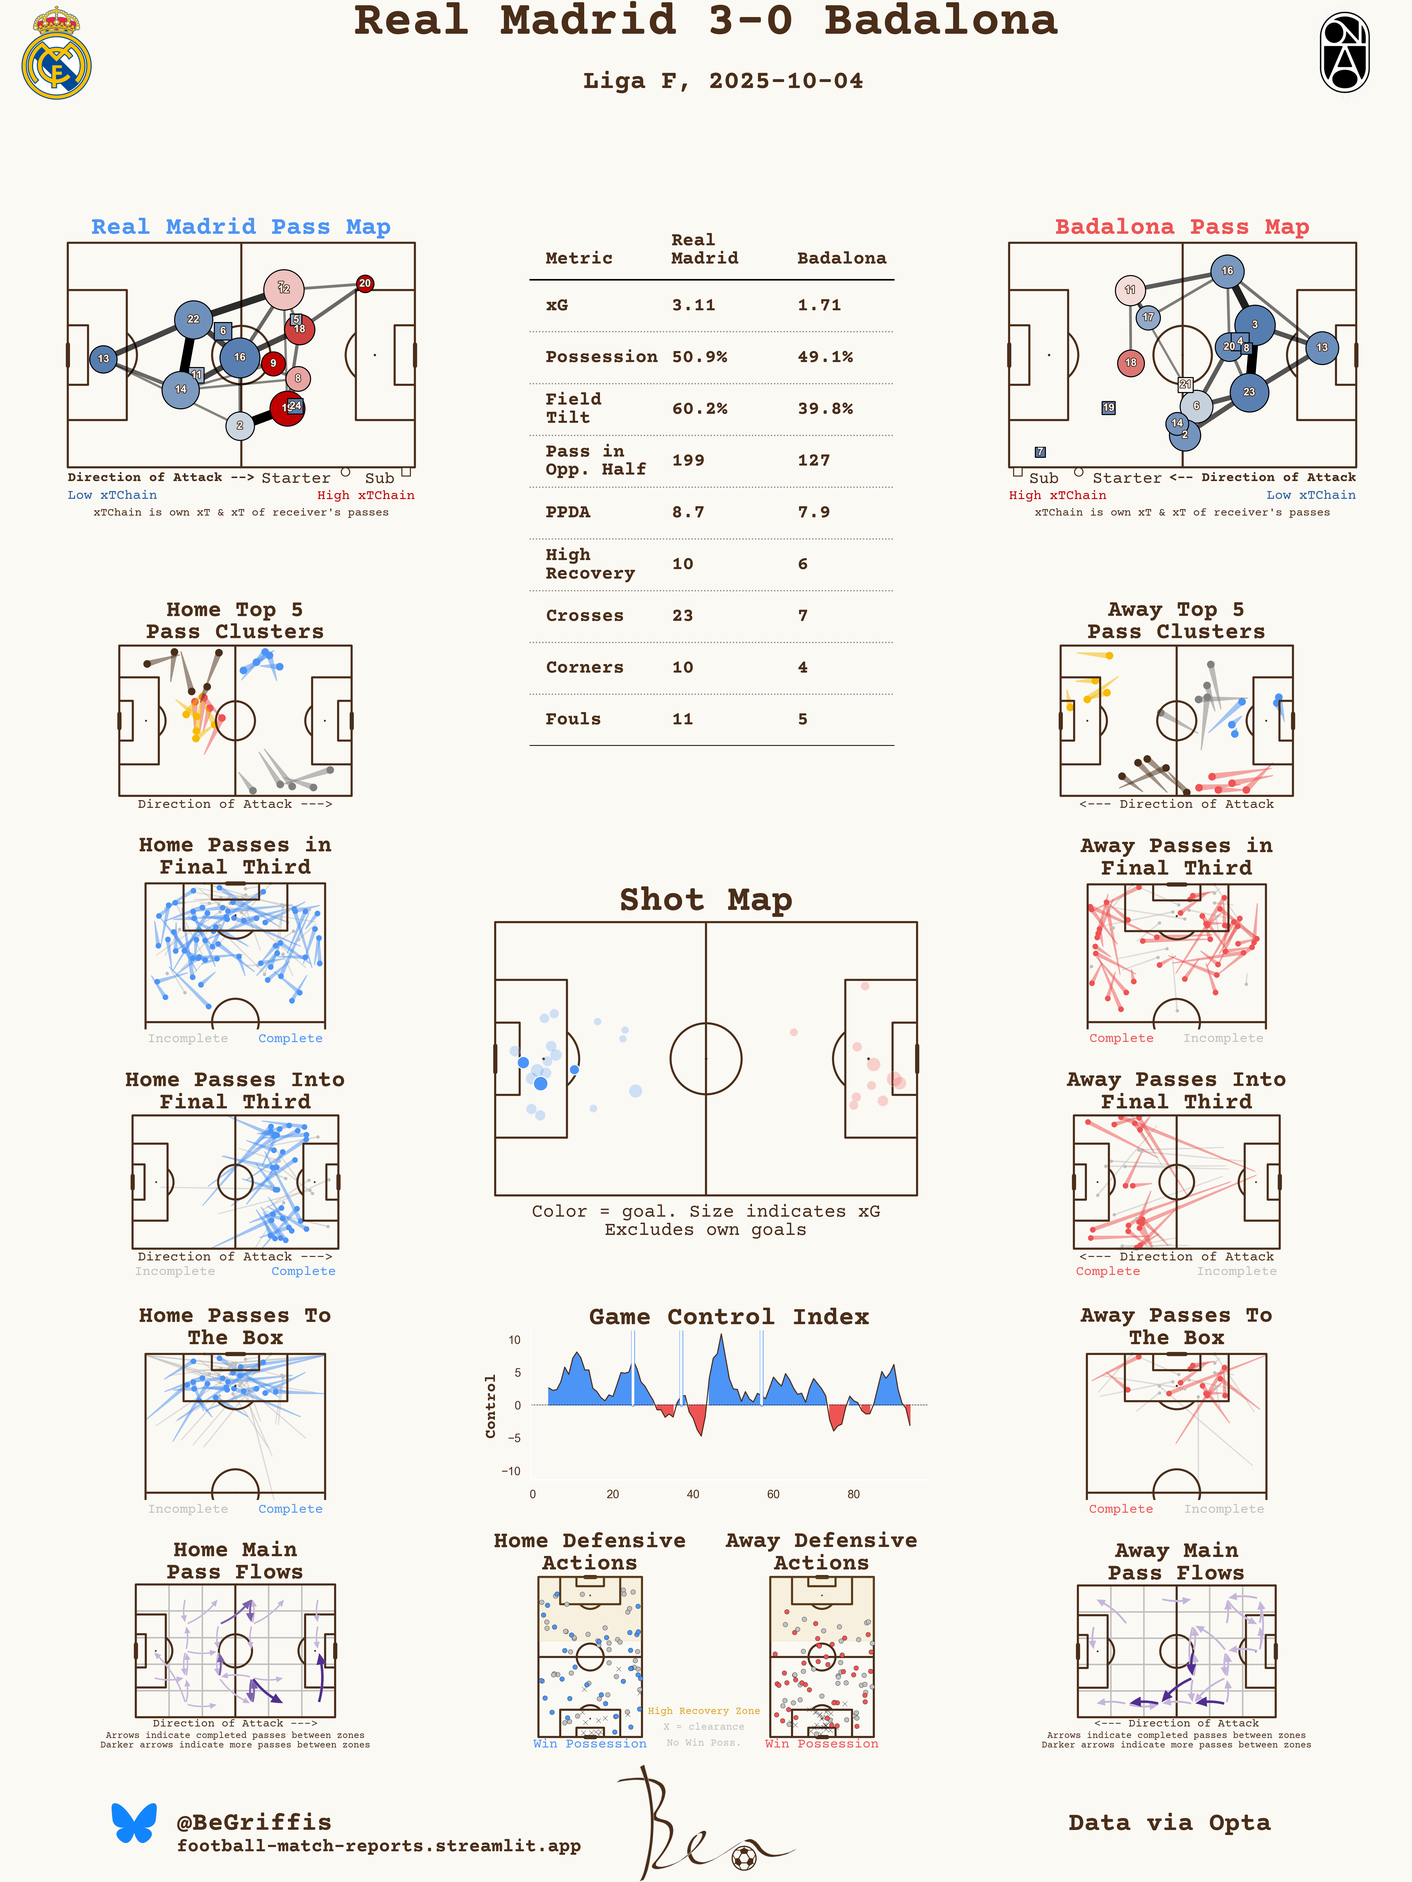 Real Madrid 3-0 Badalona
Liga F, 2025-10-04
Real Madrid Pass Map
7
12
20
5
18
22
6
16
13
9
11
8
14
24
2
Direction of Attack --> Starter Sub
Low xTChain High xTChain
xTChain is own xT & xT of receiver's passes
Metric Real Madrid Badalona
xG 3.11 1.71
Possession 50.9% 49.1%
Field Tilt 60.2% 39.8%
Pass in Opp. Half 199 127
PPDA 8.7 7.9
High Recovery 10 6
Crosses 23 7
Corners 10 4
Fouls 11 5
Badalona Pass Map
16
11
17
3
4
20
8
13
18
21
23
19
6
14
2
7
Sub Starter <-- Direction of Attack
High xTChain Low xTChain
xTChain is own xT & xT of receiver's passes
Home Top 5
Pass Clusters
Direction of Attack --->
Away Top 5
Pass Clusters
<--- Direction of Attack
Home Passes in
Final Third
Incomplete Complete
Away Passes in
Final Third
Complete Incomplete
Shot Map
Color = goal. Size indicates xG
Excludes own goals
Home Passes Into
Final Third
Direction of Attack --->
Incomplete Complete
Away Passes Into
Final Third
<--- Direction of Attack
Complete Incomplete
Home Passes To
The Box
Incomplete Complete
Game Control Index
Control
10
5
0
−5
−10
0 20 40 60 80
Away Passes To
The Box
Complete Incomplete
Home Main
Pass Flows
Direction of Attack --->
Arrows indicate completed passes between zones
Darker arrows indicate more passes between zones
Home Defensive
Actions
Win Possession
Away Defensive
Actions
Win Possession
High Recovery Zone
X = clearance
No Win Poss.
Away Main
Pass Flows
<--- Direction of Attack
Arrows indicate completed passes between zones
Darker arrows indicate more passes between zones
@BeGriffis
football-match-reports.streamlit.app
Ben
Data via Opta